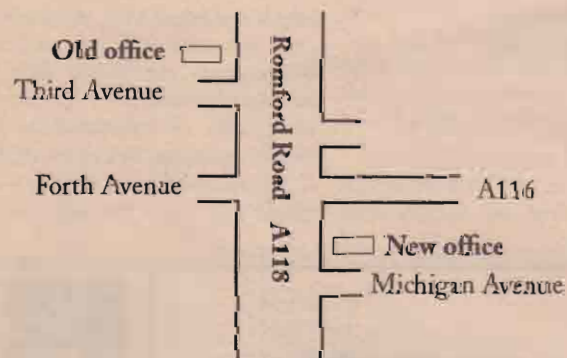 Old office
Third Avenue
Forth Avenue
Romford Road A118
A116
New office
Michigan Avenue